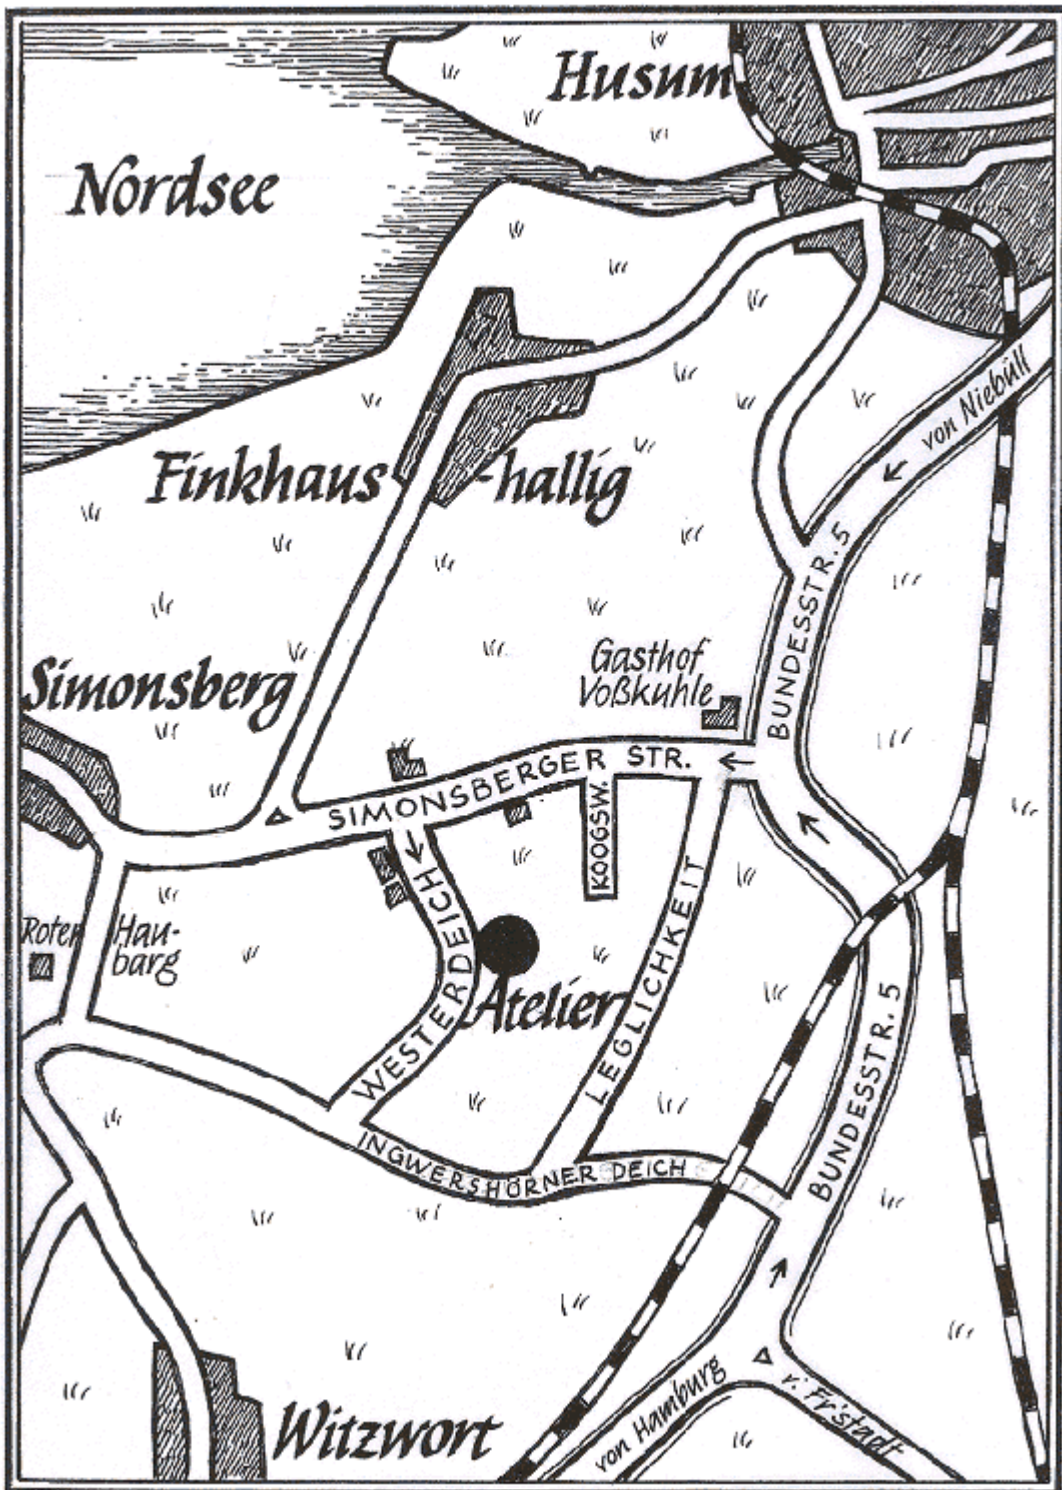 Husum
Nordsee
von Niebüll
Finkhaus-hallig
BUNDESSTR. 5
Gasthof
Voßkuhle
Simonsberg
SIMONSBERGER STR.
KOOGSW.
LEGLICHKEIT
WESTERDEICH
Roter Hau-
barg
Atelier
BUNDESSTR. 5
INGWERSHÖRNER DEICH
Witzwort
von Hamburg
v. Fr'stadt